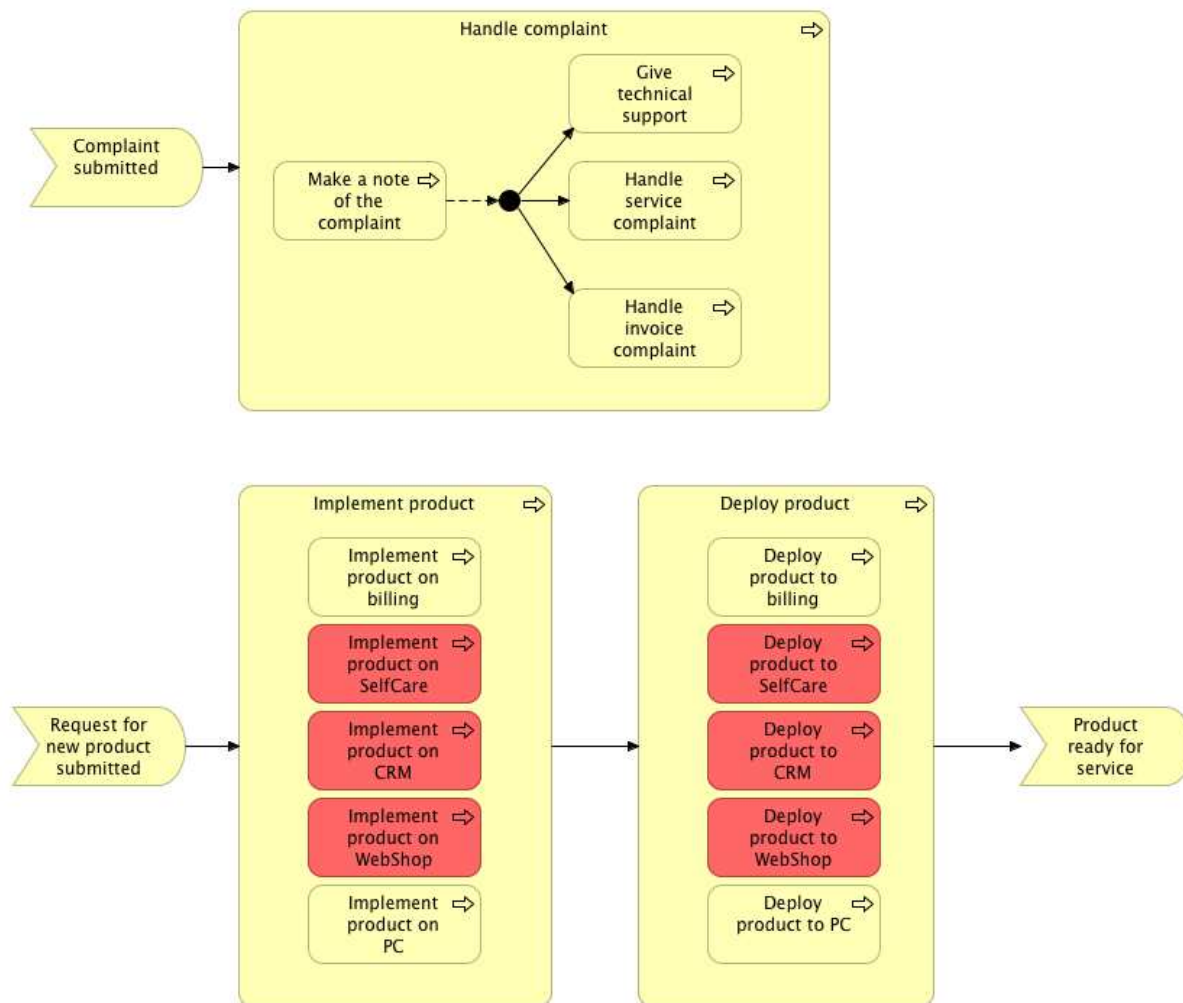 Handle complaint
Give
technical
support
Complaint
submitted
Make a note
of the
complaint
Handle
service
complaint
Handle
invoice
complaint
Implement product
Deploy product
Implement
product on
billing
Deploy
product to
billing
Implement
product on
SelfCare
Deploy
product to
SelfCare
Request for
new product
submitted
Implement
product on
CRM
Deploy
product to
CRM
Product
ready for
service
Implement
product on
WebShop
Deploy
product to
WebShop
Implement
product on
PC
Deploy
product to PC